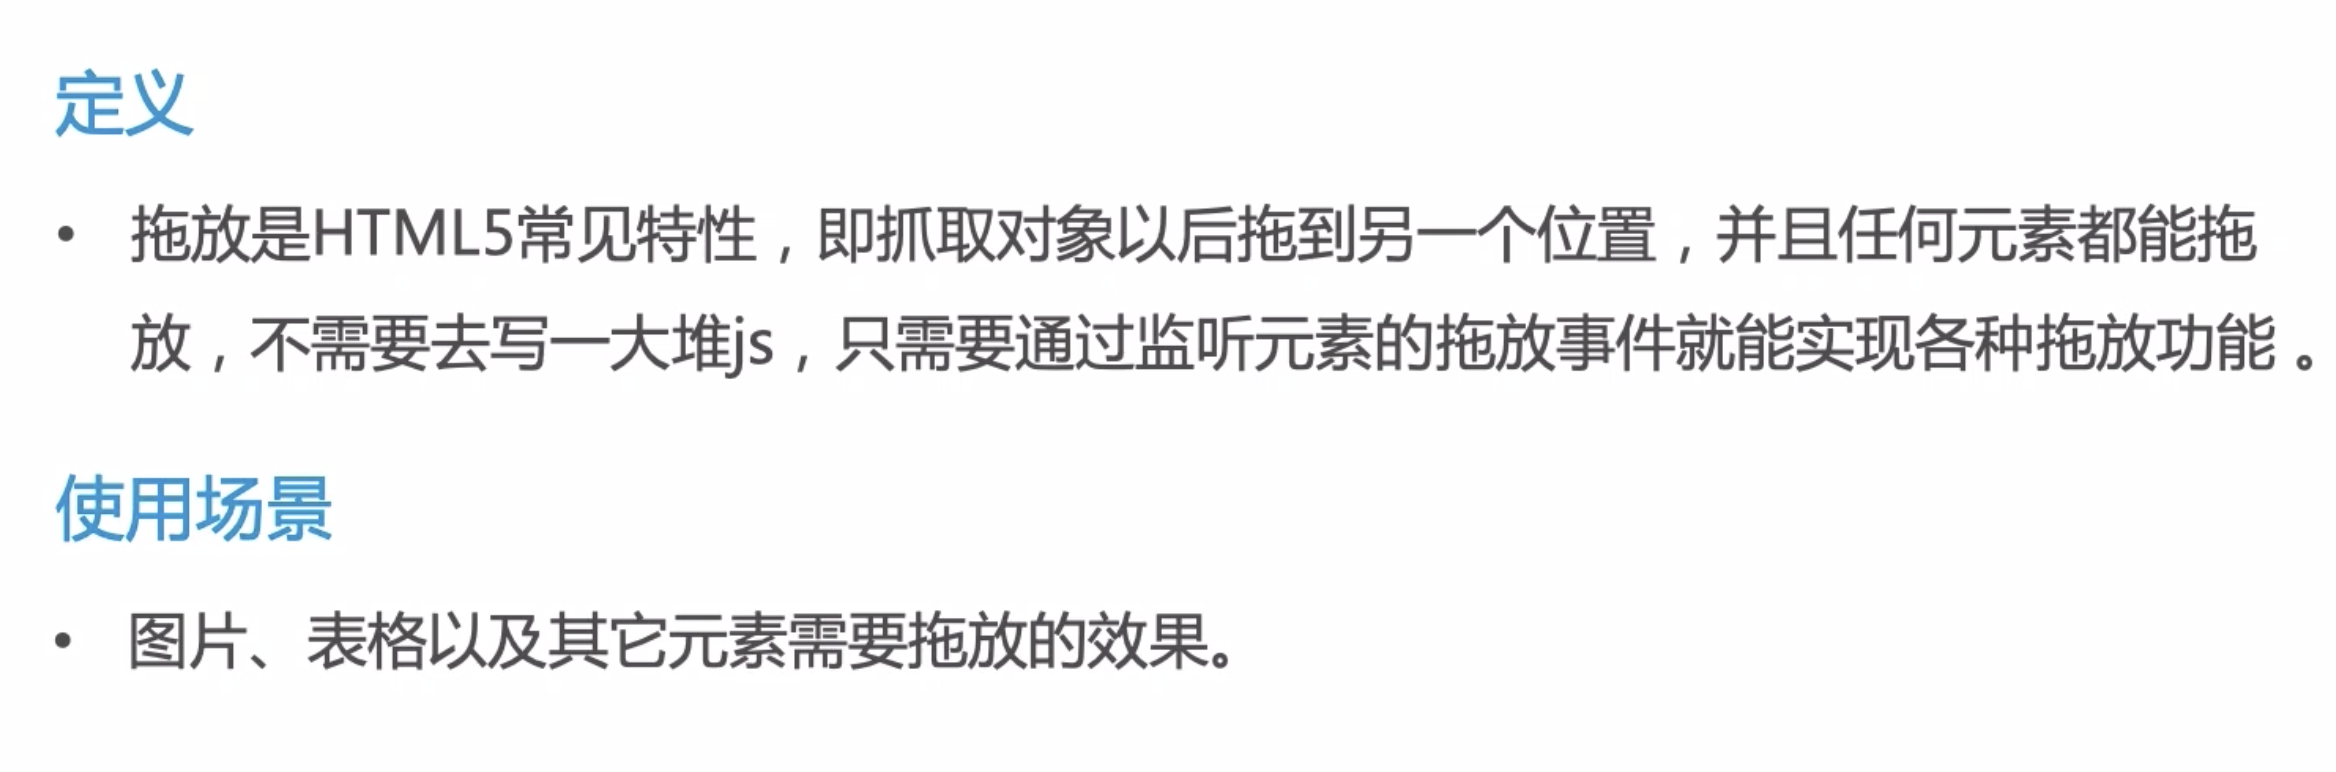 定义
• 拖放是HTML5常见特性，即抓取对象以后拖到另一个位置，并且任何元素都能拖
放，不需要去写一大堆js，只需要通过监听元素的拖放事件就能实现各种拖放功能 。
使用场景
• 图片、表格以及其它元素需要拖放的效果。